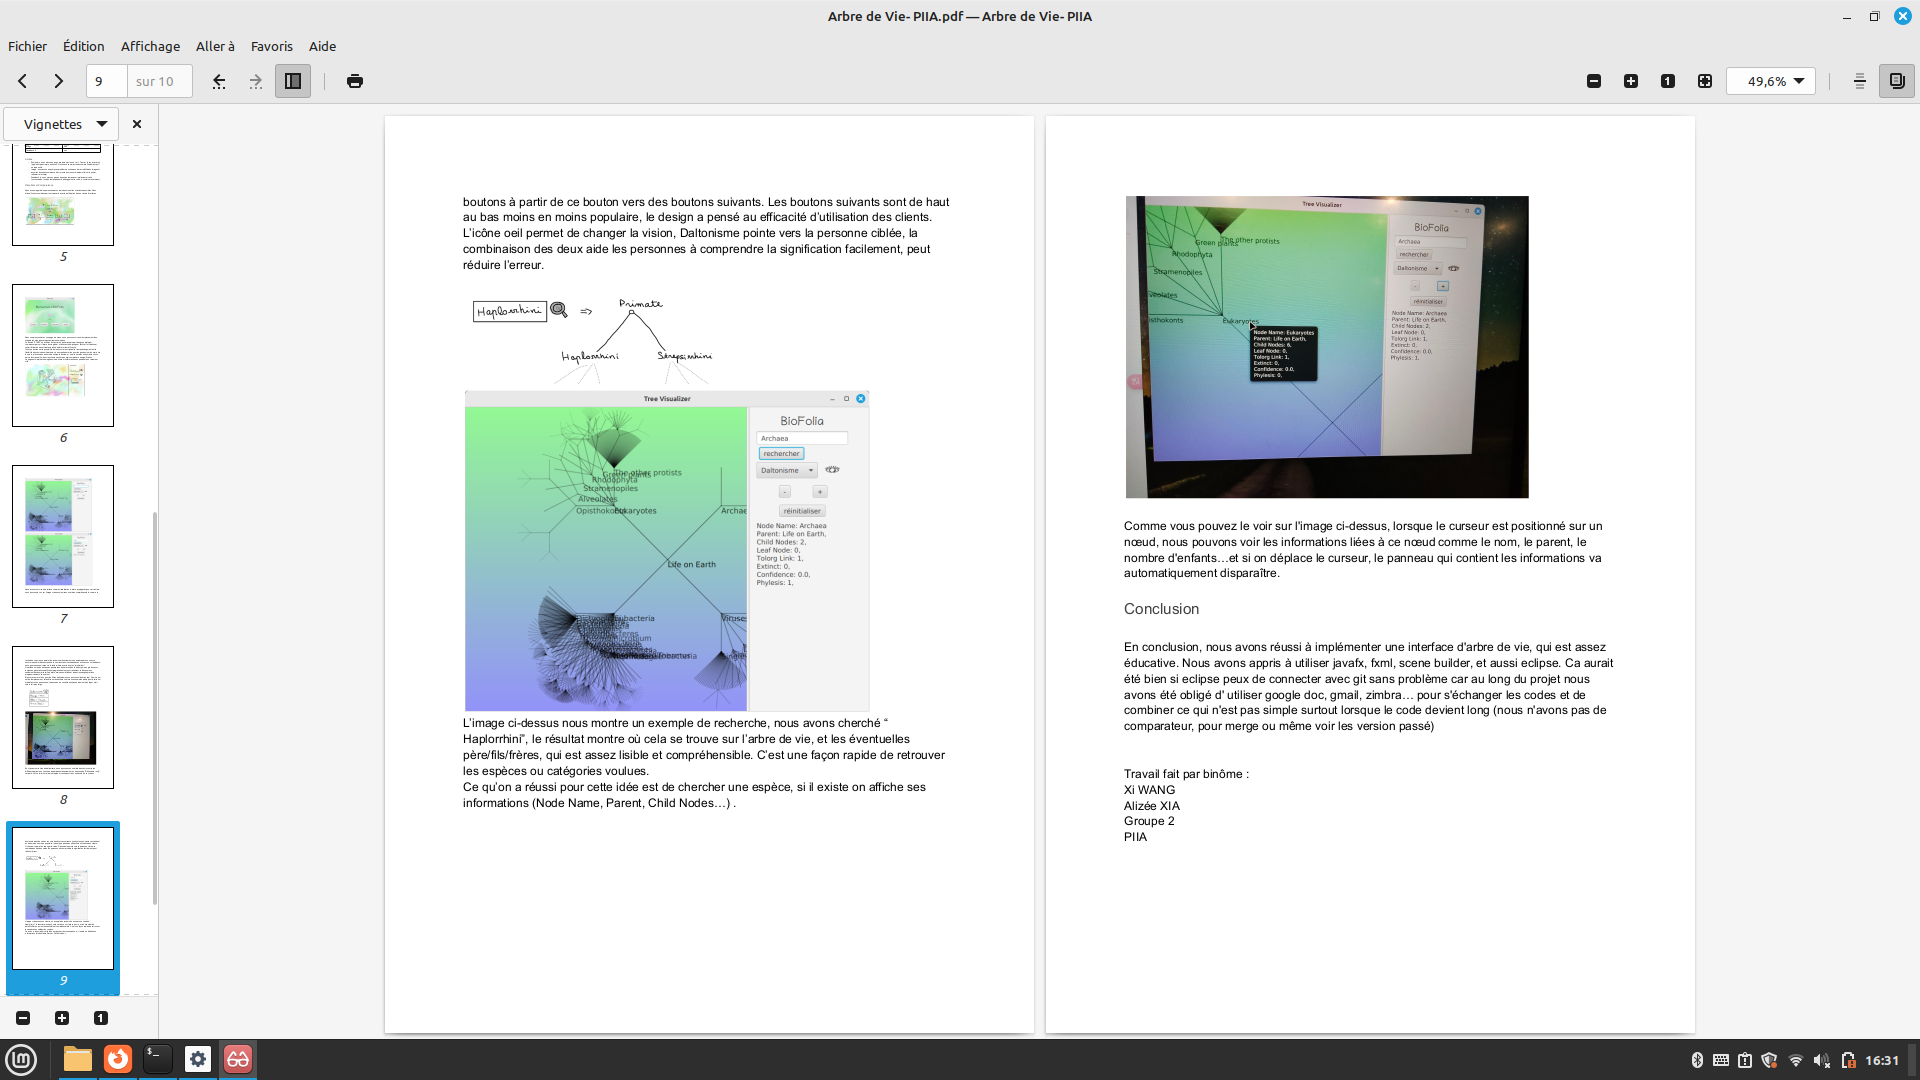 Arbre de Vie- PIIA.pdf — Arbre de Vie- PIIA
Fichier Édition Affichage Aller à Favoris Aide
9 sur 10
49,6%
Vignettes
5
6
7
8
9
boutons à partir de ce bouton vers des boutons suivants. Les boutons suivants sont de haut
au bas moins en moins populaire, le design a pensé au efficacité d'utilisation des clients.
L'icône oeil permet de changer la vision, Daltonisme pointe vers la personne ciblée, la
combinaison des deux aide les personnes à comprendre la signification facilement, peut
réduire l'erreur.
Haplorrhini => Primate
Haplorrhini Strepsirrhini
Tree Visualizer
The other protists
Green plants
Rhodophyta
Stramenopiles
Alveolates
Opisthokonts
Eukaryotes
Archae
Life on Earth
Eubacteria
Viruse
BioFolia
Archaea
rechercher
Daltonisme
- +
réinitialiser
Node Name: Archaea
Parent: Life on Earth,
Child Nodes: 2,
Leaf Node: 0,
Tolorg Link: 1,
Extinct: 0,
Confidence: 0.0,
Phylesis: 1,
L'image ci-dessus nous montre un exemple de recherche, nous avons cherché “
Haplorrhini”, le résultat montre où cela se trouve sur l'arbre de vie, et les éventuelles
père/fils/frères, qui est assez lisible et compréhensible. C'est une façon rapide de retrouver
les espèces ou catégories voulues.
Ce qu'on a réussi pour cette idée est de chercher une espèce, si il existe on affiche ses
informations (Node Name, Parent, Child Nodes…) .
Tree Visualizer
The other protists
Green plants
Rhodophyta
Stramenopiles
veolates
isthokonts
Eukaryotes
Node Name: Eukaryotes
Parent: Life on Earth,
Child Nodes: 6,
Leaf Node: 0,
Tolorg Link: 1,
Extinct: 0,
Confidence: 0.0,
Phylesis: 0,
BioFolia
Archaea
rechercher
Daltonisme
- +
réinitialiser
Node Name: Archaea
Parent: Life on Earth,
Child Nodes: 2,
Leaf Node: 0,
Tolorg Link: 1,
Extinct: 0,
Confidence: 0.0,
Phylesis: 1,
Comme vous pouvez le voir sur l'image ci-dessus, lorsque le curseur est positionné sur un
nœud, nous pouvons voir les informations liées à ce nœud comme le nom, le parent, le
nombre d'enfants…et si on déplace le curseur, le panneau qui contient les informations va
automatiquement disparaître.
Conclusion
En conclusion, nous avons réussi à implémenter une interface d'arbre de vie, qui est assez
éducative. Nous avons appris à utiliser javafx, fxml, scene builder, et aussi eclipse. Ca aurait
été bien si eclipse peux de connecter avec git sans problème car au long du projet nous
avons été obligé d' utiliser google doc, gmail, zimbra… pour s'échanger les codes et de
combiner ce qui n'est pas simple surtout lorsque le code devient long (nous n'avons pas de
comparateur, pour merge ou même voir les version passé)
Travail fait par binôme :
Xi WANG
Alizée XIA
Groupe 2
PIIA
16:31